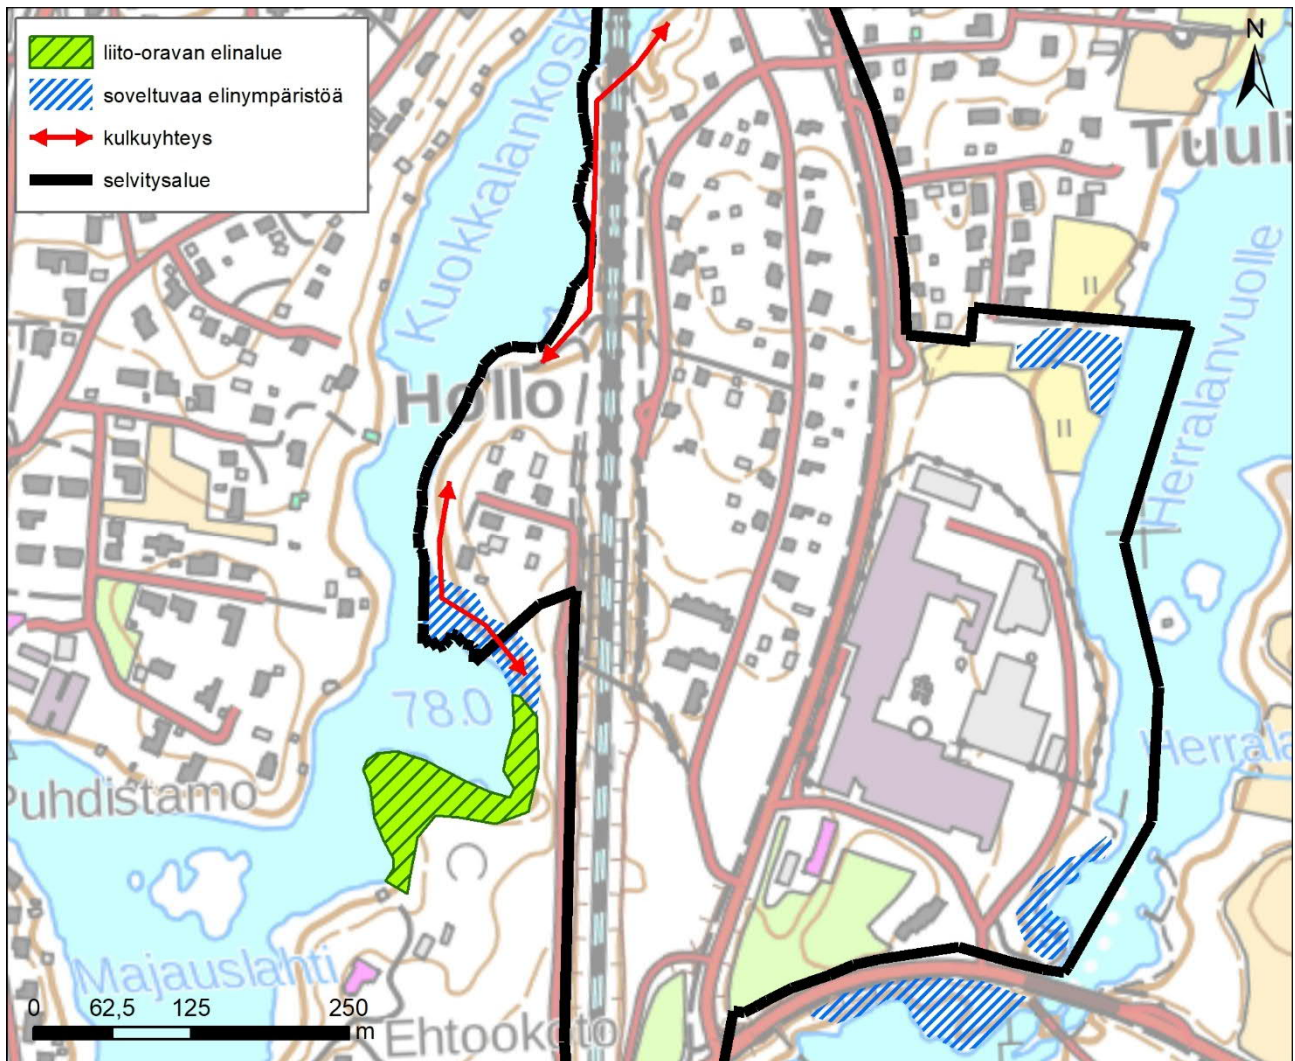 liito-oravan elinalue
soveltuvaa elinympäristöä
kulkuyhteys
selvitysalue
N
Kuokkalankosk
Tuuli
Herralanvuolle
Hollo
78.0
Herrala
Puhdistamo
Majauslahti
Ehtookoto
0 62,5 125 250
m